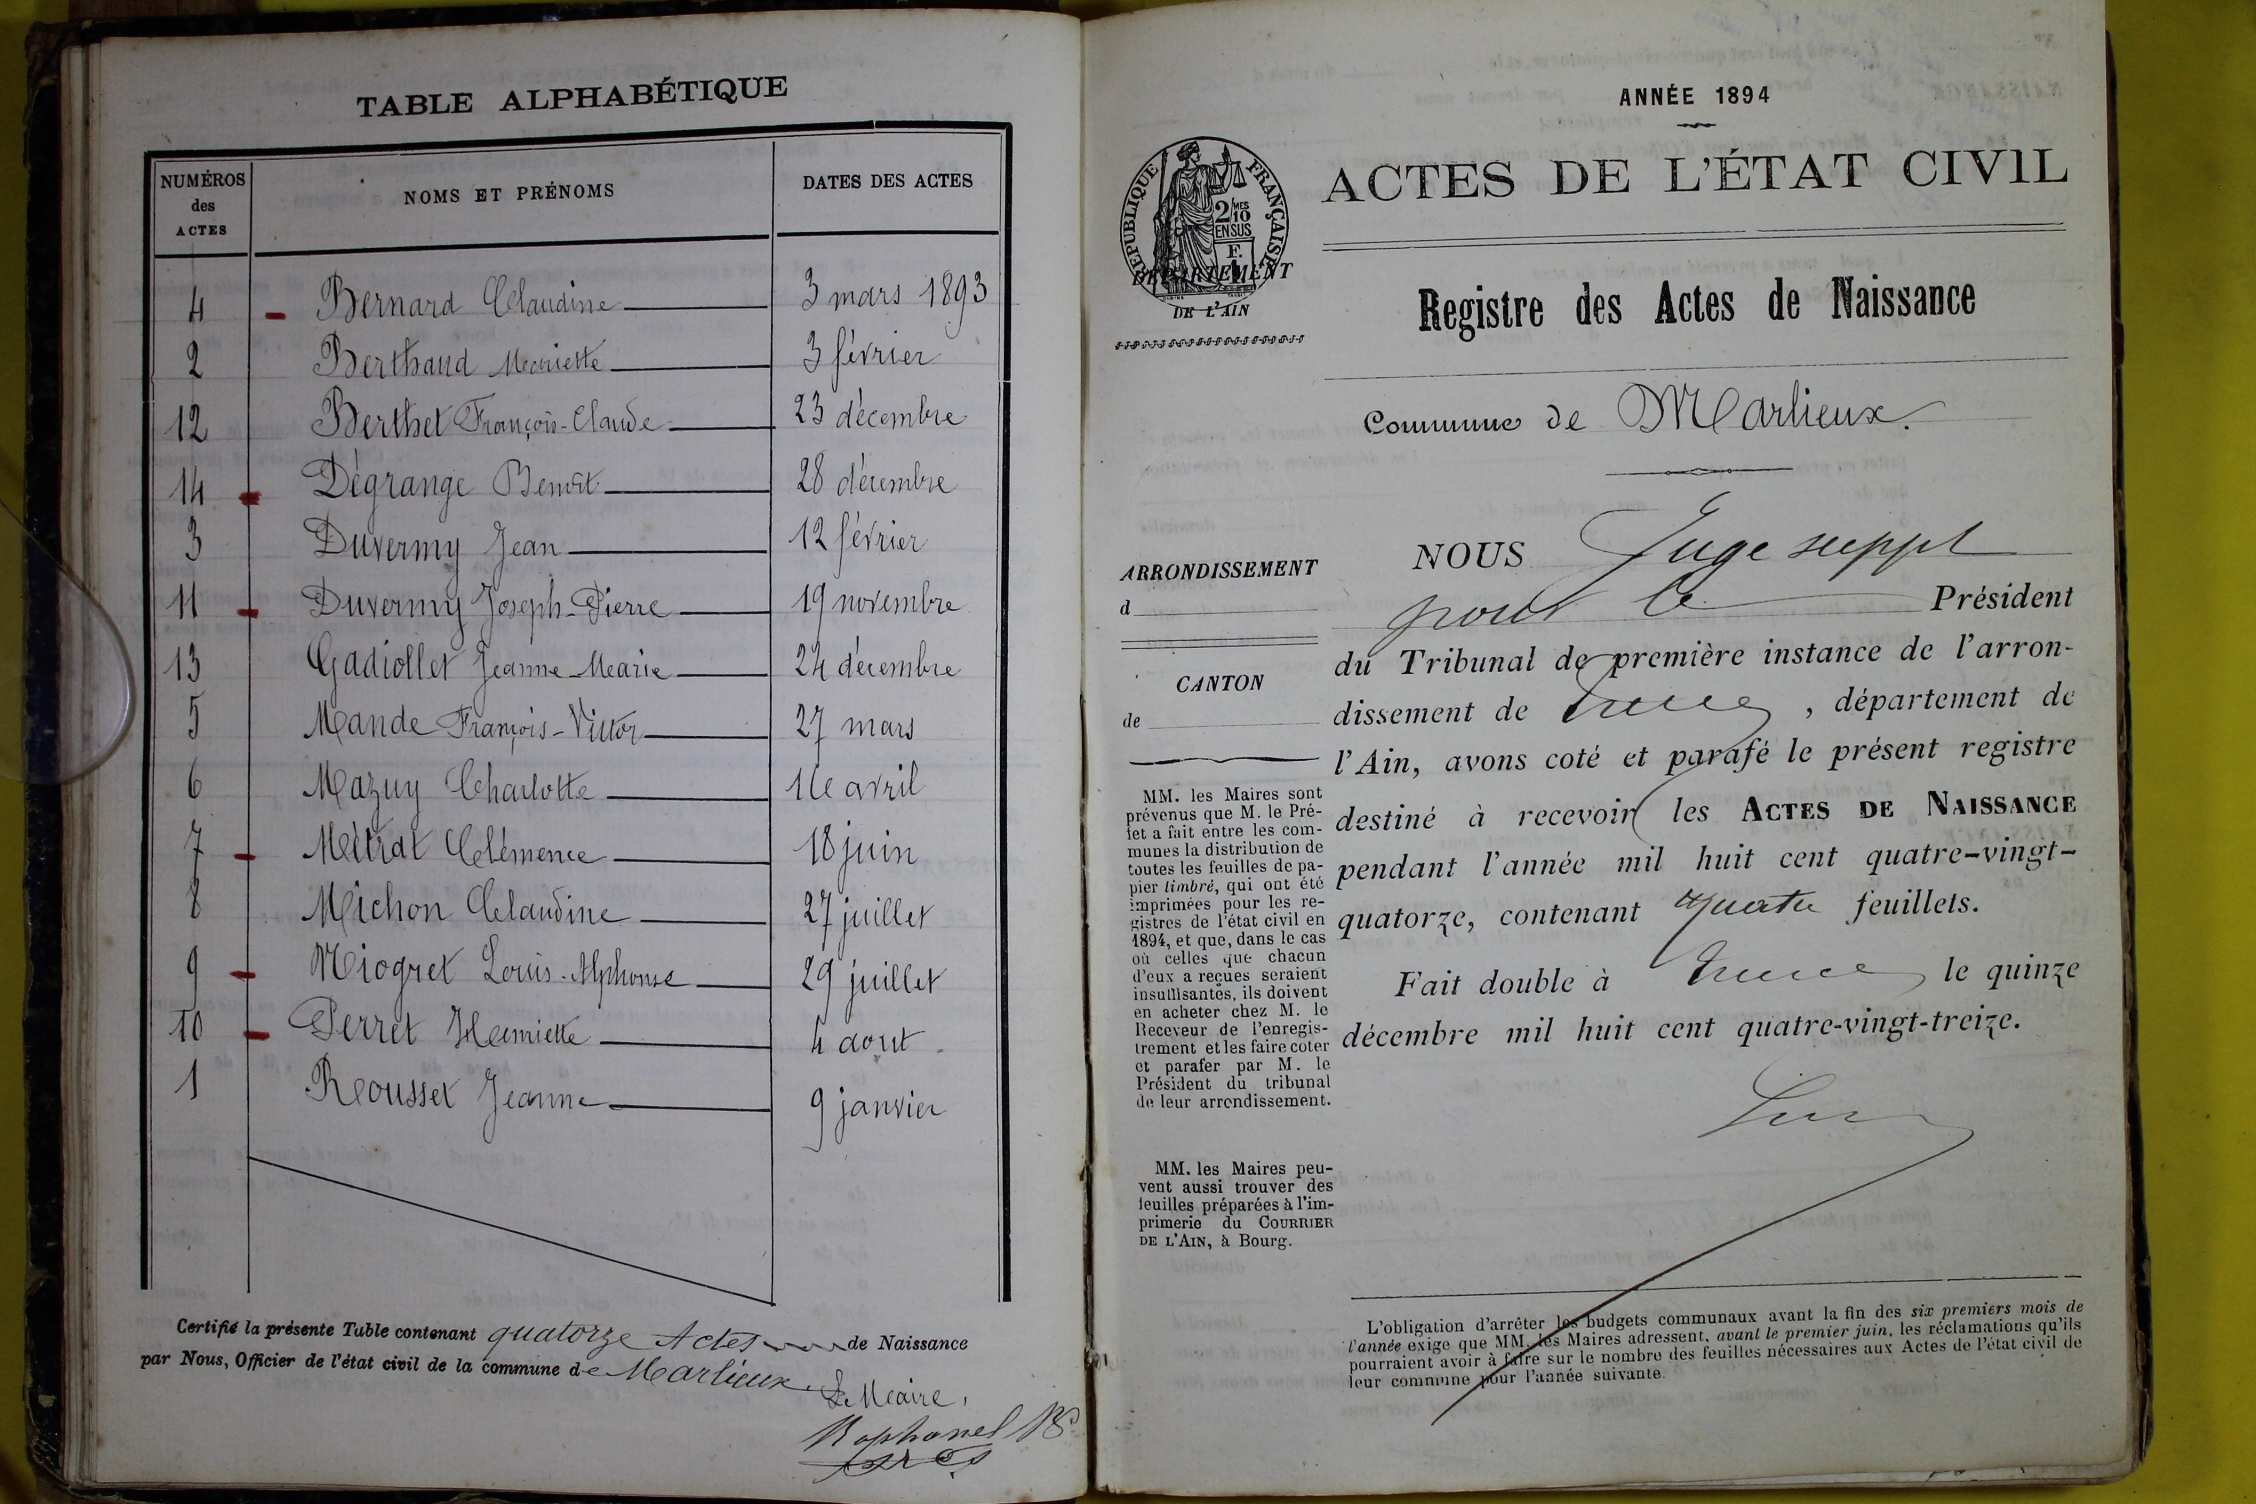 TABLE ALPHABÉTIQUE
NUMÉROS des ACTES NOMS ET PRÉNOMS DATES DES ACTES
4 Bernard Claudine 3 mars 1893
2 Berthaud Mariette 3 février
12 Berthet François-Claude 23 décembre
14 Dégrange Benoît 28 décembre
3 Duvermy Jean 12 février
11 Duvermy Joseph-Pierre 19 novembre
13 Gadiollet Jeanne-Marie 24 décembre
5 Mande François-Victor 27 mars
6 Mazuy Charlotte avril
7 Métrat Clémence 18 juin
8 Michon Claudine 27 juillet
9 Miogret Louis-Alphonse 29 juillet
10 Perret Henriette 4 aout
1 Rousset Jeanne 9 janvier
Certifié la présente Table contenant quatorze Actes de Naissance
par Nous, Officier de l'état civil de la commune de Marlieux.
Le Maire,
ANNÉE 1894
ACTES DE L'ÉTAT CIVIL
REPUBLIQUE FRANÇAISE
2/10 MES
EN SUS
F.
DEPARTEMENT
DE L'AIN
Registre des Actes de Naissance
Commune de Marlieux.
ARRONDISSEMENT
d
CANTON
de
MM. les Maires sont
prévenus que M. le Pré-
fet a fait entre les com-
munes la distribution de
toutes les feuilles de pa-
pier timbré, qui ont été
imprimées pour les re-
gistres de l'état civil en
1894, et que, dans le cas
où celles que chacun
d'eux a reçues seraient
insuffisantes, ils doivent
en acheter chez M. le
Receveur de l'enregis-
trement et les faire coter
et parafer par M. le
Président du tribunal
de leur arrondissement.
MM. les Maires peu-
vent aussi trouver des
feuilles préparées à l'im-
primerie du COURRIER
DE L'AIN, à Bourg.
NOUS Juge suppt
pour le Président
du Tribunal de première instance de l'arron-
dissement de , département de
l'Ain, avons coté et parafé le présent registre
destiné à recevoir les ACTES DE NAISSANCE
pendant l'année mil huit cent quatre-vingt-
quatorze, contenant quatre feuillets.
Fait double à le quinze
décembre mil huit cent quatre-vingt-treize.
L'obligation d'arrêter les budgets communaux avant la fin des six premiers mois de
l'année exige que MM. les Maires adressent, avant le premier juin, les réclamations qu'ils
pourraient avoir à faire sur le nombre des feuilles nécessaires aux Actes de l'état civil de
leur commune pour l'année suivante.